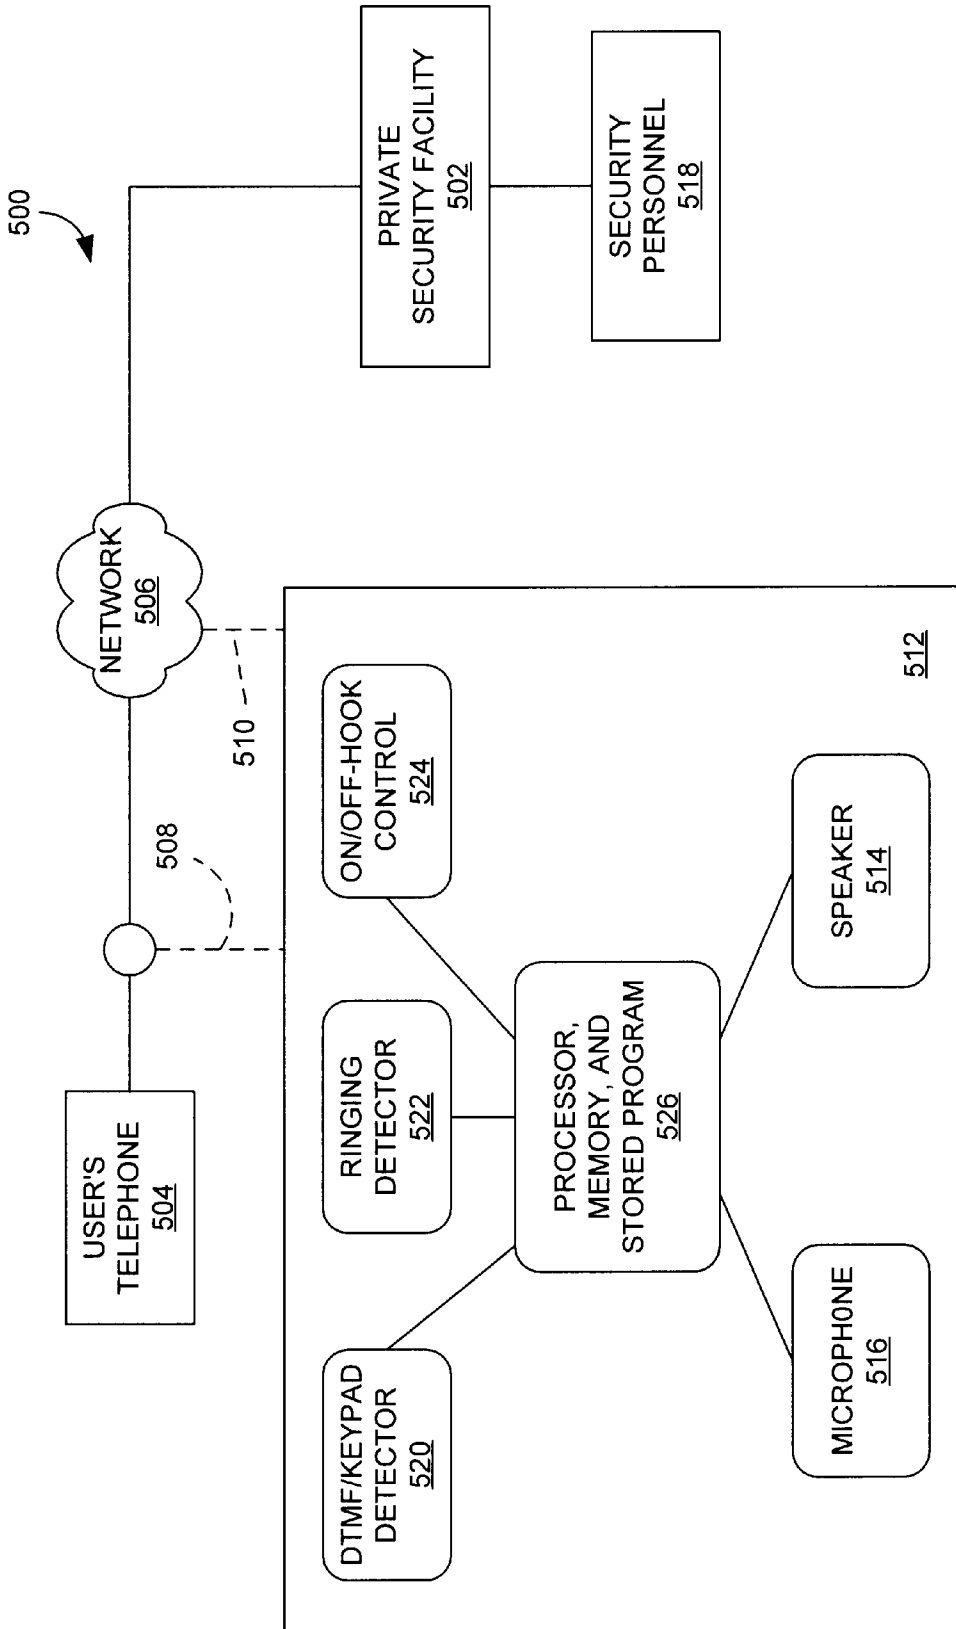 500
USER'S
TELEPHONE
504
508
NETWORK
506
510
PRIVATE
SECURITY FACILITY
502
SECURITY
PERSONNEL
518
DTMF/KEYPAD
DETECTOR
520
RINGING
DETECTOR
522
ON/OFF-HOOK
CONTROL
524
PROCESSOR,
MEMORY, AND
STORED PROGRAM
526
MICROPH0NE
516
SPEAKER
514
512